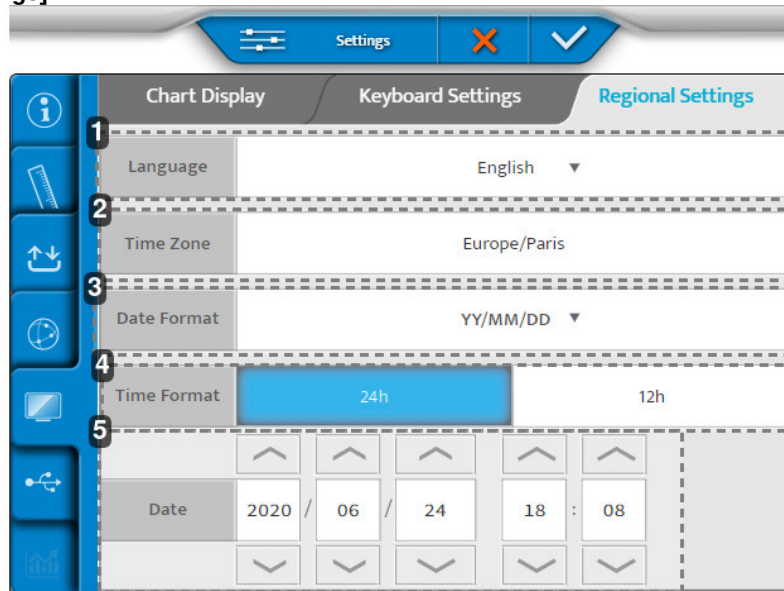 Settings
Chart Display Keyboard Settings Regional Settings
1
Language English ▼
2
Time Zone Europe/Paris
3
Date Format YY/MM/DD ▼
4
Time Format 24h 12h
5
Date 2020 / 06 / 24 18 : 08